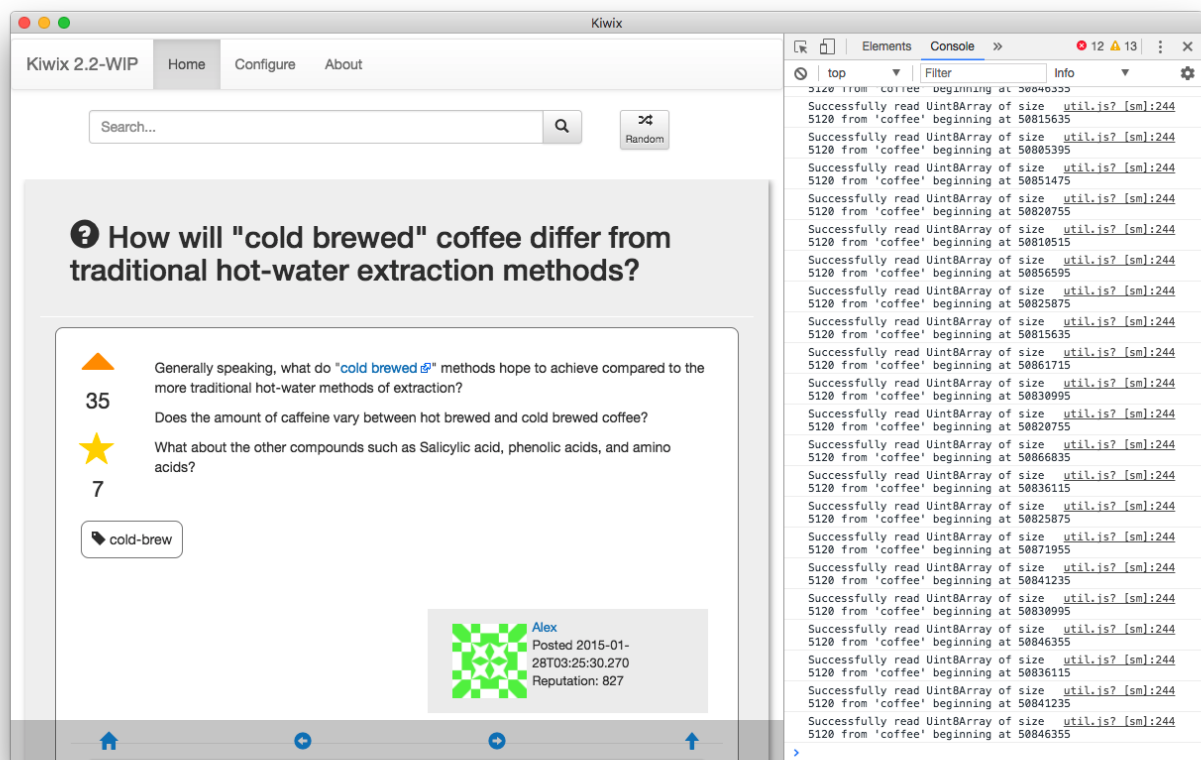 Kiwix
Kiwix 2.2-WIP
Home
Configure
About
Search...
Random
How will "cold brewed" coffee differ from
traditional hot-water extraction methods?
35
7
Generally speaking, what do "cold brewed" methods hope to achieve compared to the
more traditional hot-water methods of extraction?
Does the amount of caffeine vary between hot brewed and cold brewed coffee?
What about the other compounds such as Salicylic acid, phenolic acids, and amino
acids?
cold-brew
Alex
Posted 2015-01-
28T03:25:30.270
Reputation: 827
Elements
Console
»
12
13
top
Filter
Info
5120 from 'coffee' beginning at 50846355
Successfully read Uint8Array of size util.js? [sm]:244
5120 from 'coffee' beginning at 50815635
Successfully read Uint8Array of size util.js? [sm]:244
5120 from 'coffee' beginning at 50805395
Successfully read Uint8Array of size util.js? [sm]:244
5120 from 'coffee' beginning at 50851475
Successfully read Uint8Array of size util.js? [sm]:244
5120 from 'coffee' beginning at 50820755
Successfully read Uint8Array of size util.js? [sm]:244
5120 from 'coffee' beginning at 50810515
Successfully read Uint8Array of size util.js? [sm]:244
5120 from 'coffee' beginning at 50856595
Successfully read Uint8Array of size util.js? [sm]:244
5120 from 'coffee' beginning at 50825875
Successfully read Uint8Array of size util.js? [sm]:244
5120 from 'coffee' beginning at 50815635
Successfully read Uint8Array of size util.js? [sm]:244
5120 from 'coffee' beginning at 50861715
Successfully read Uint8Array of size util.js? [sm]:244
5120 from 'coffee' beginning at 50830995
Successfully read Uint8Array of size util.js? [sm]:244
5120 from 'coffee' beginning at 50820755
Successfully read Uint8Array of size util.js? [sm]:244
5120 from 'coffee' beginning at 50866835
Successfully read Uint8Array of size util.js? [sm]:244
5120 from 'coffee' beginning at 50836115
Successfully read Uint8Array of size util.js? [sm]:244
5120 from 'coffee' beginning at 50825875
Successfully read Uint8Array of size util.js? [sm]:244
5120 from 'coffee' beginning at 50871955
Successfully read Uint8Array of size util.js? [sm]:244
5120 from 'coffee' beginning at 50841235
Successfully read Uint8Array of size util.js? [sm]:244
5120 from 'coffee' beginning at 50830995
Successfully read Uint8Array of size util.js? [sm]:244
5120 from 'coffee' beginning at 50846355
Successfully read Uint8Array of size util.js? [sm]:244
5120 from 'coffee' beginning at 50836115
Successfully read Uint8Array of size util.js? [sm]:244
5120 from 'coffee' beginning at 50841235
Successfully read Uint8Array of size util.js? [sm]:244
5120 from 'coffee' beginning at 50846355